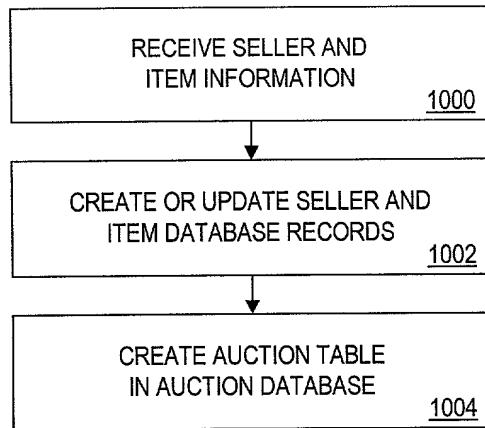 RECEIVE SELLER AND
ITEM INFORMATION
1000
CREATE OR UPDATE SELLER AND
ITEM DATABASE RECORDS
1002
CREATE AUCTION TABLE
IN AUCTION DATABASE
1004